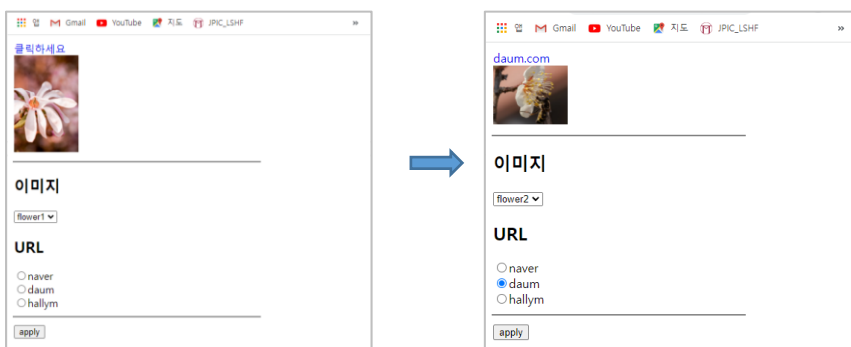 앱 Gmail YouTube 지도 JPIC_LSHF »
클릭하세요
이미지
flower1
URL
naver
daum
hallym
apply
앱 Gmail YouTube 지도 JPIC_LSHF »
daum.com
이미지
flower2
URL
naver
daum
hallym
apply